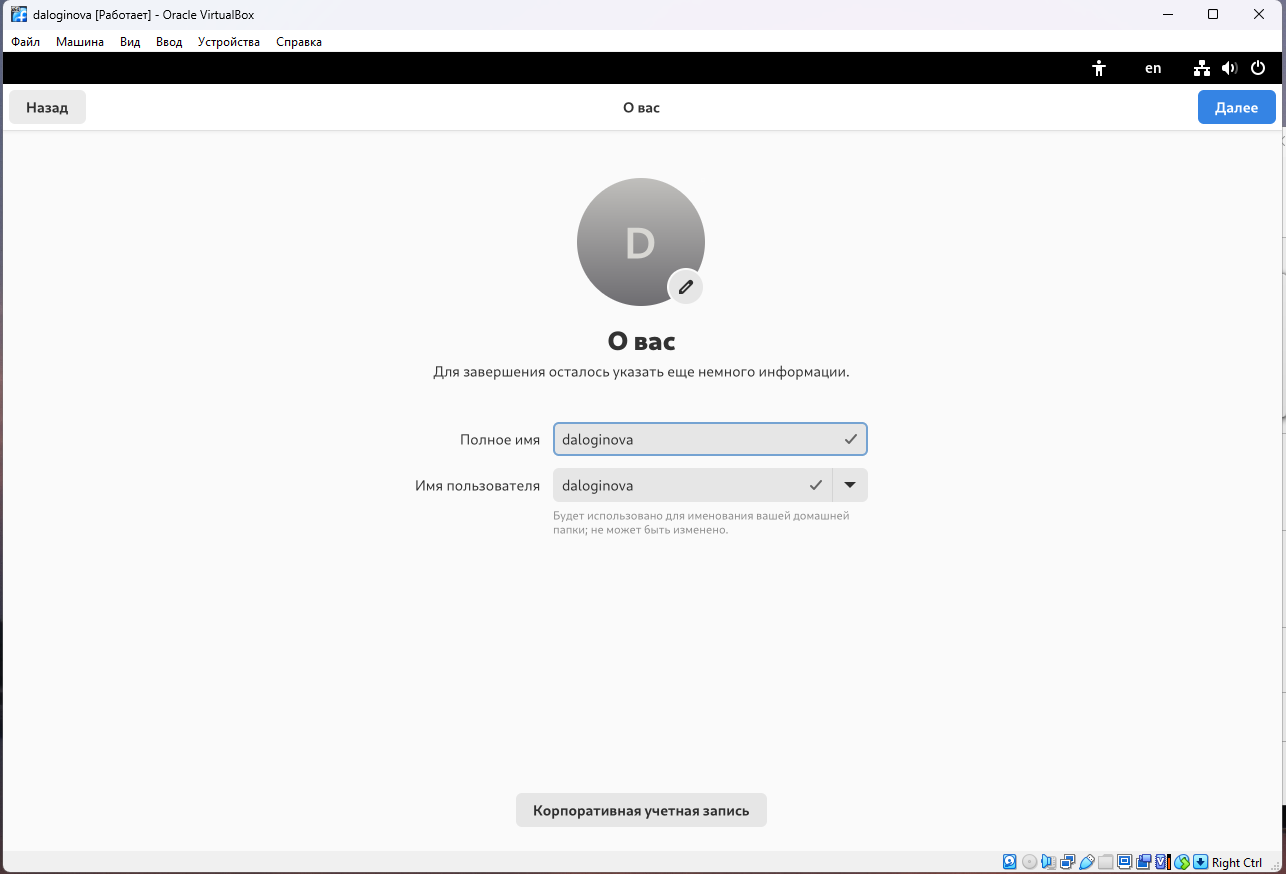 daloginova [Работает] - Oracle VirtualBox
Файл Машина Вид Ввод Устройства Справка
en
Назад О вас Далее
D
О вас
Для завершения осталось указать еще немного информации.
Полное имя daloginova
Имя пользователя daloginova
Будет использовано для именования вашей домашней
папки; не может быть изменено.
Корпоративная учетная запись
Right Ctrl